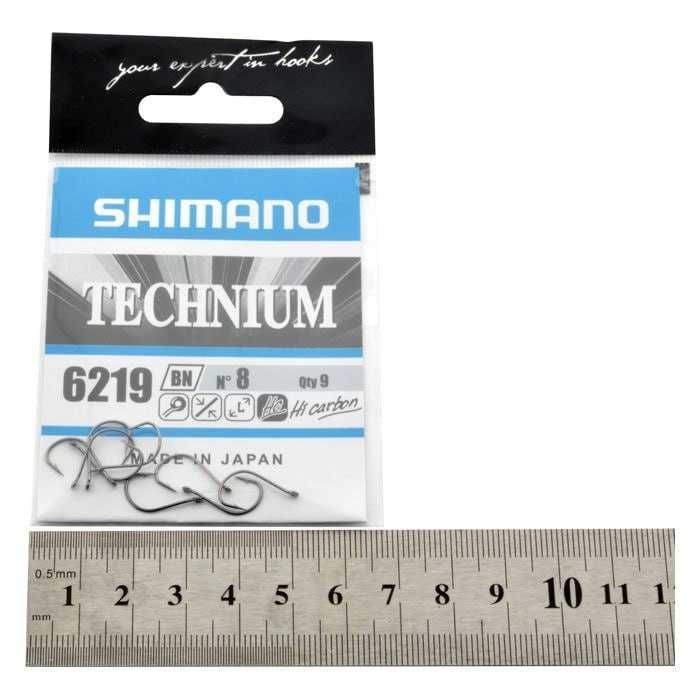 your expert in hooks
SHIMANO
TECHNIUM
6219 BN N° 8 Qty 9
HC Hi carbon
MADE IN JAPAN
0.5mm
1 2 3 4 5 6 7 8 9 10 11
mm